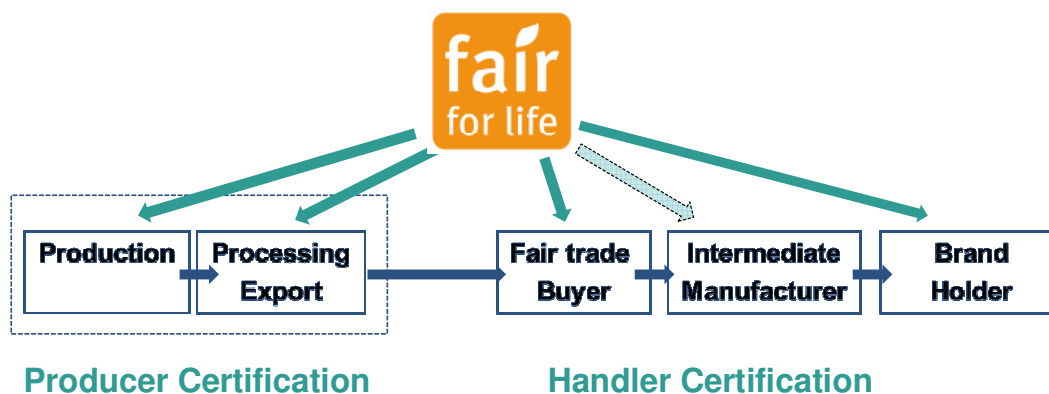 fair
for life
Production
Processing
Export
Fair trade
Buyer
Intermediate
Manufacturer
Brand
Holder
Producer Certification
Handler Certification